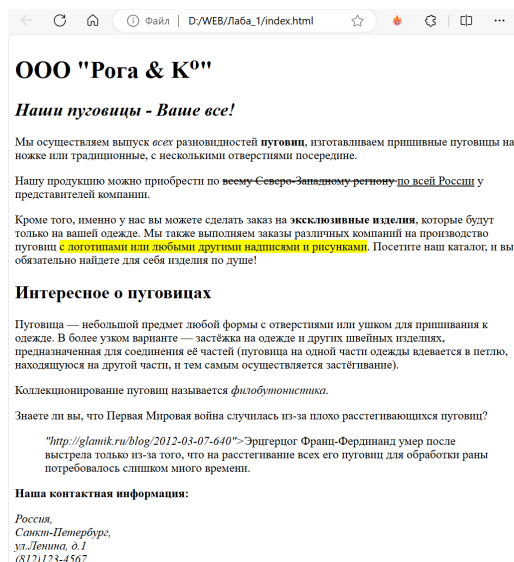 Файл
D:/WEB/Лаба_1/index.html
ООО "Рога & Kº"
Наши пуговицы - Ваше все!
Мы осуществляем выпуск всех разновидностей пуговиц, изготавливаем пришивные пуговицы на
ножке или традиционные, с несколькими отверстиями посередине.
Нашу продукцию можно приобрести по всему Северо-Западному региону по всей России у
представителей компании.
Кроме того, именно у нас вы можете сделать заказ на эксклюзивные изделия, которые будут
только на вашей одежде. Мы также выполняем заказы различных компаний на производство
пуговиц с логотипами или любыми другими надписями и рисунками. Посетите наш каталог, и вы
обязательно найдете для себя изделия по душе!
Интересное о пуговицах
Пуговица — небольшой предмет любой формы с отверстиями или ушком для пришивания к
одежде. В более узком варианте — застёжка на одежде и других швейных изделиях,
предназначенная для соединения её частей (пуговица на одной части одежды вдевается в петлю,
находящуюся на другой части, и тем самым осуществляется застёгивание).
Коллекционирование пуговиц называется филобутонистика.
Знаете ли вы, что Первая Мировая война случилась из-за плохо расстегивающихся пуговиц?
"http://glamik.ru/blog/2012-03-07-640">Эрцгерцог Франц-Фердинанд умер после
выстрела только из-за того, что на расстегивание всех его пуговиц для обработки раны
потребовалось слишком много времени.
Наша контактная информация:
Россия,
Санкт-Петербург,
ул.Ленина, д.1
(812)123-4567